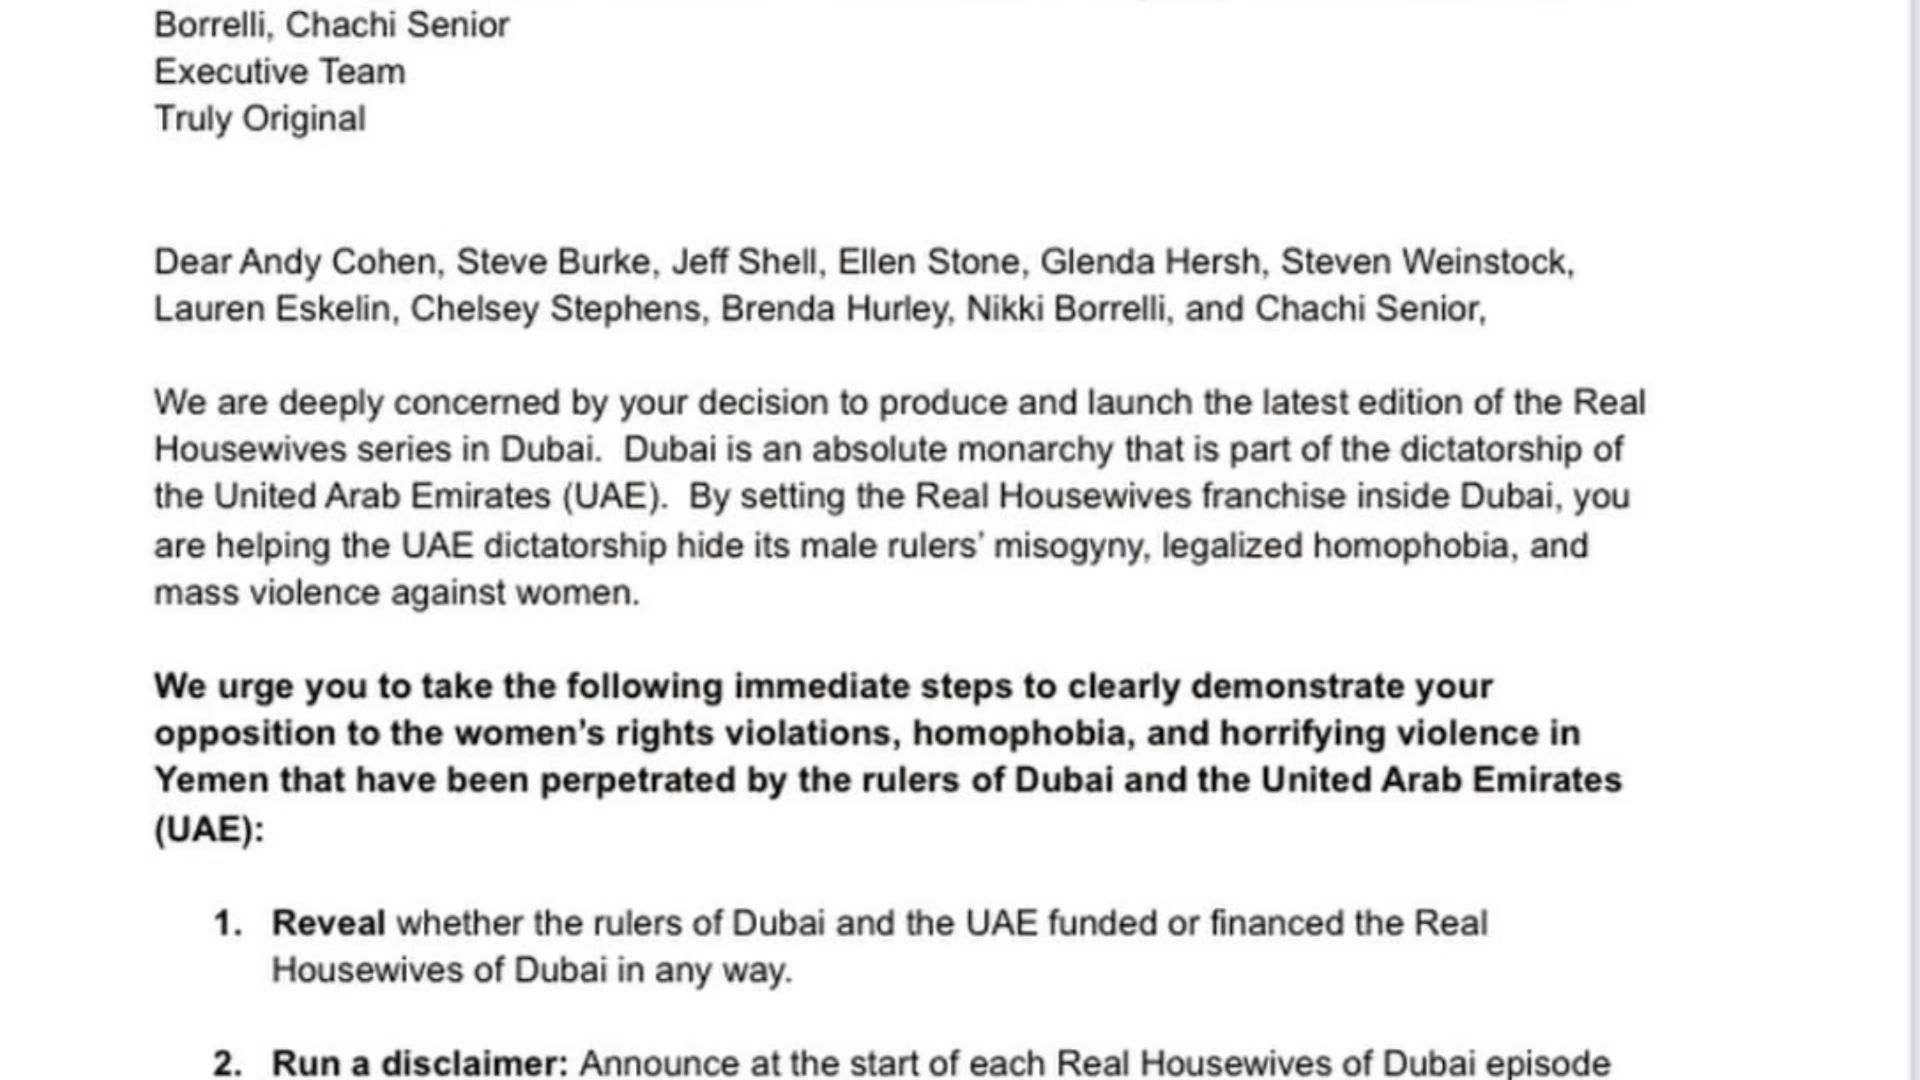 Borrelli, Chachi Senior
Executive Team
Truly Original
Dear Andy Cohen, Steve Burke, Jeff Shell, Ellen Stone, Glenda Hersh, Steven Weinstock,
Lauren Eskelin, Chelsey Stephens, Brenda Hurley, Nikki Borrelli, and Chachi Senior,
We are deeply concerned by your decision to produce and launch the latest edition of the Real
Housewives series in Dubai.  Dubai is an absolute monarchy that is part of the dictatorship of
the United Arab Emirates (UAE).  By setting the Real Housewives franchise inside Dubai, you
are helping the UAE dictatorship hide its male rulers’ misogyny, legalized homophobia, and
mass violence against women.
We urge you to take the following immediate steps to clearly demonstrate your
opposition to the women’s rights violations, homophobia, and horrifying violence in
Yemen that have been perpetrated by the rulers of Dubai and the United Arab Emirates
(UAE):
1. Reveal whether the rulers of Dubai and the UAE funded or financed the Real
Housewives of Dubai in any way.
2. Run a disclaimer: Announce at the start of each Real Housewives of Dubai episode